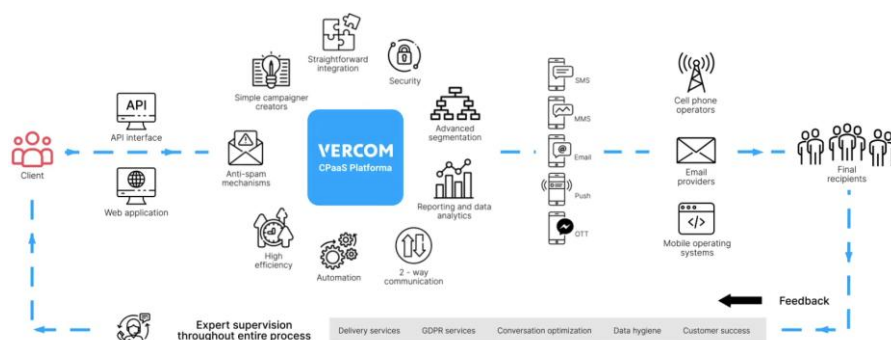 Straightforward
integration
Security
Simple campaigner
creators
API
API interface
Client
Web application
Anti-spam
mechanisms
VERCOM
CPaaS Platforma
Advanced
segmentation
Reporting and data
analytics
High
efficiency
Automation
2 - way
communication
SMS
MMS
@
Email
Push
OTT
Cell phone
operators
Email
providers
</>
Mobile operating
systems
Final
recipients
Feedback
Expert supervision
throughout entire process
Delivery services
GDPR services
Conversation optimization
Data hygiene
Customer success